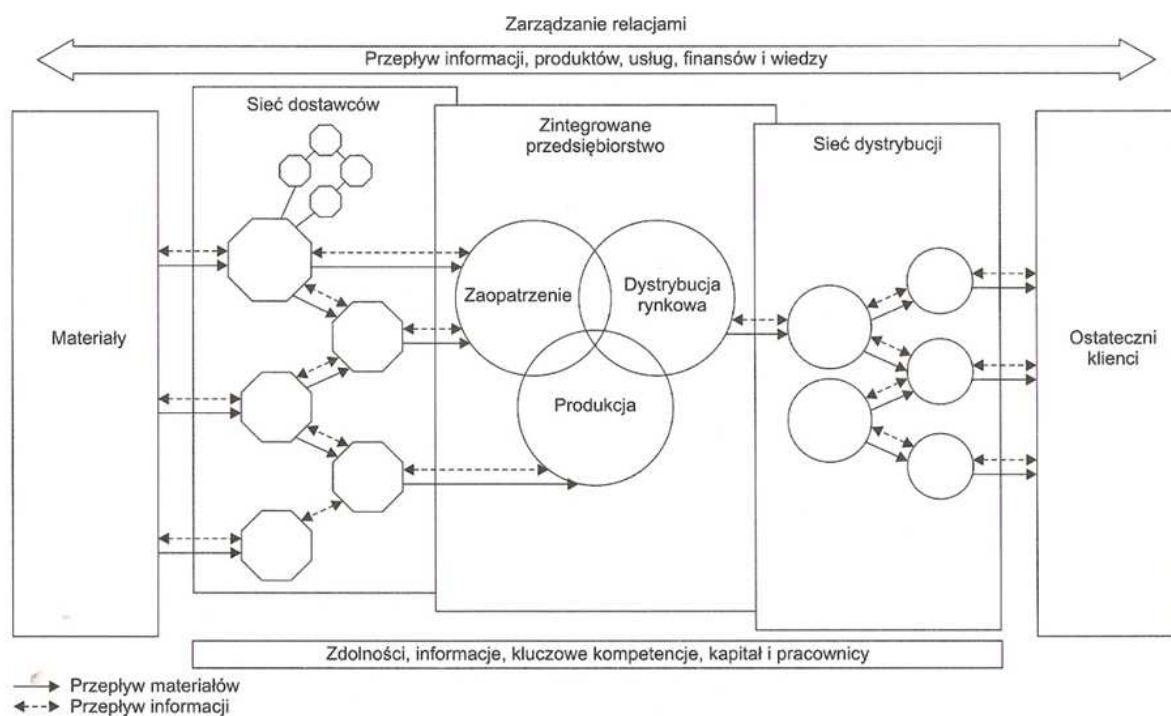 Zarządzanie relacjami
Przepływ informacji, produktów, usług, finansów i wiedzy
Sieć dostawców
Zintegrowane
przedsiębiorstwo
Sieć dystrybucji
Zaopatrzenie
Dystrybucja
rynkowa
Materiały
Ostateczni
klienci
Produkcja
Zdolności, informacje, kluczowe kompetencje, kapitał i pracownicy
Przepływ materiałów
Przepływ informacji